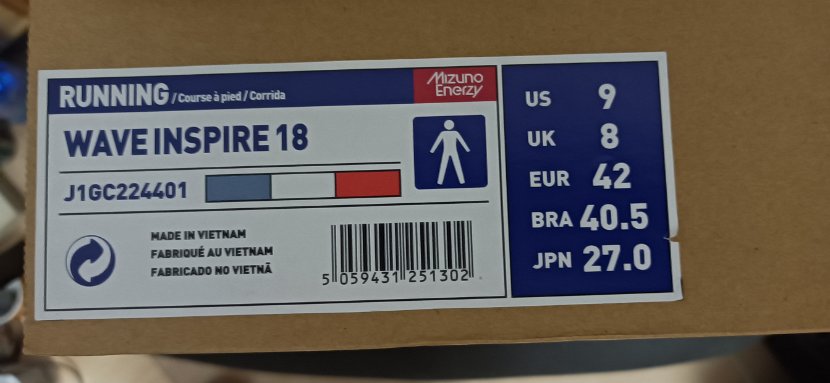 RUNNING / Course à pied / Corrida
Mizuno
Enerzy
WAVE INSPIRE 18
J1GC224401
MADE IN VIETNAM
FABRIQUÉ AU VIETNAM
FABRICADO NO VIETNÃ
5 059431 251302
US 9
UK 8
EUR 42
BRA 40.5
JPN 27.0